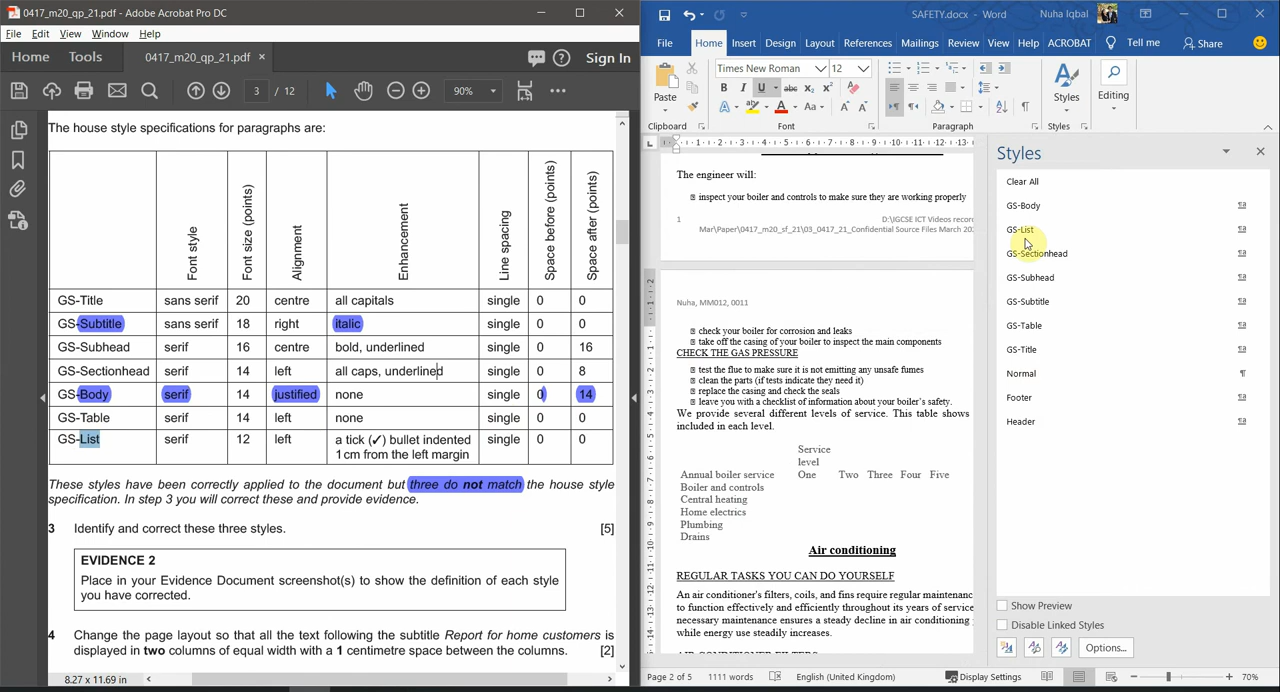 0417_m20_qp_21.pdf - Adobe Acrobat Pro DC
File Edit View Window Help
Home Tools 0417_m20_qp_21.pdf × Sign In
3 / 12 90%
The house style specifications for paragraphs are:
Font style Font size (points) Alignment Enhancement Line spacing Space before (points) Space after (points)
GS-Title sans serif 20 centre all capitals single 0 0
GS-Subtitle sans serif 18 right italic single 0 0
GS-Subhead serif 16 centre bold, underlined single 0 16
GS-Sectionhead serif 14 left all caps, underlined single 0 8
GS-Body serif 14 justified none single 0 14
GS-Table serif 14 left none single 0 0
GS-List serif 12 left a tick (✓) bullet indented single 0 0
1 cm from the left margin
These styles have been correctly applied to the document but three do not match the house style
specification. In step 3 you will correct these and provide evidence.
3 Identify and correct these three styles. [5]
EVIDENCE 2
Place in your Evidence Document screenshot(s) to show the definition of each style
you have corrected.
4 Change the page layout so that all the text following the subtitle Report for home customers is
displayed in two columns of equal width with a 1 centimetre space between the columns. [2]
8.27 x 11.69 in
SAFETY.docx - Word Nuha Iqbal
File Home Insert Design Layout References Mailings Review View Help ACROBAT Tell me Share
Times New Roman 12
Paste Styles Editing
Clipboard Font Paragraph Styles
The engineer will:
inspect your boiler and controls to make sure they are working properly
1 D:\IGCSE ICT Videos recor
Mar\Paper\0417_m20_sf_21\03_0417_21_Confidential Source Files March 202
Nuha, MM012, 0011
check your boiler for corrosion and leaks
take off the casing of your boiler to inspect the main components
CHECK THE GAS PRESSURE
test the flue to make sure it is not emitting any unsafe fumes
clean the parts (if tests indicate they need it)
replace the casing and check the seals
leave you with a checklist of information about your boiler's safety.
We provide several different levels of service. This table shows
included in each level.
Service
level
Annual boiler service One Two Three Four Five
Boiler and controls
Central heating
Home electrics
Plumbing
Drains
Air conditioning
REGULAR TASKS YOU CAN DO YOURSELF
An air conditioner's filters, coils, and fins require regular maintenanc
to function effectively and efficiently throughout its years of service
necessary maintenance ensures a steady decline in air conditioning
while energy use steadily increases.
Page 2 of 5 1111 words English (United Kingdom) Display Settings 70%
Styles
Clear All
GS-Body
GS-List
GS-Sectionhead
GS-Subhead
GS-Subtitle
GS-Table
GS-Title
Normal
Footer
Header
Show Preview
Disable Linked Styles
Options...